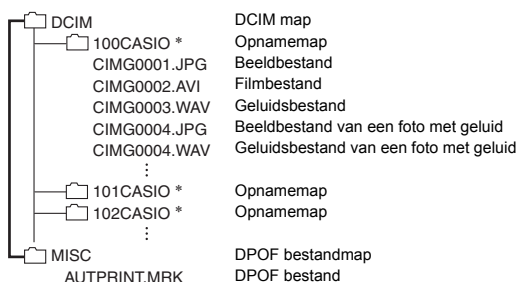 DCIM DCIM map
100CASIO * Opnamemap
CIMG0001.JPG Beeldbestand
CIMG0002.AVI Filmbestand
CIMG0003.WAV Geluidsbestand
CIMG0004.JPG Beeldbestand van een foto met geluid
CIMG0004.WAV Geluidsbestand van een foto met geluid
101CASIO * Opnamemap
102CASIO * Opnamemap
MISC DPOF bestandmap
AUTPRINT.MRK DPOF bestand